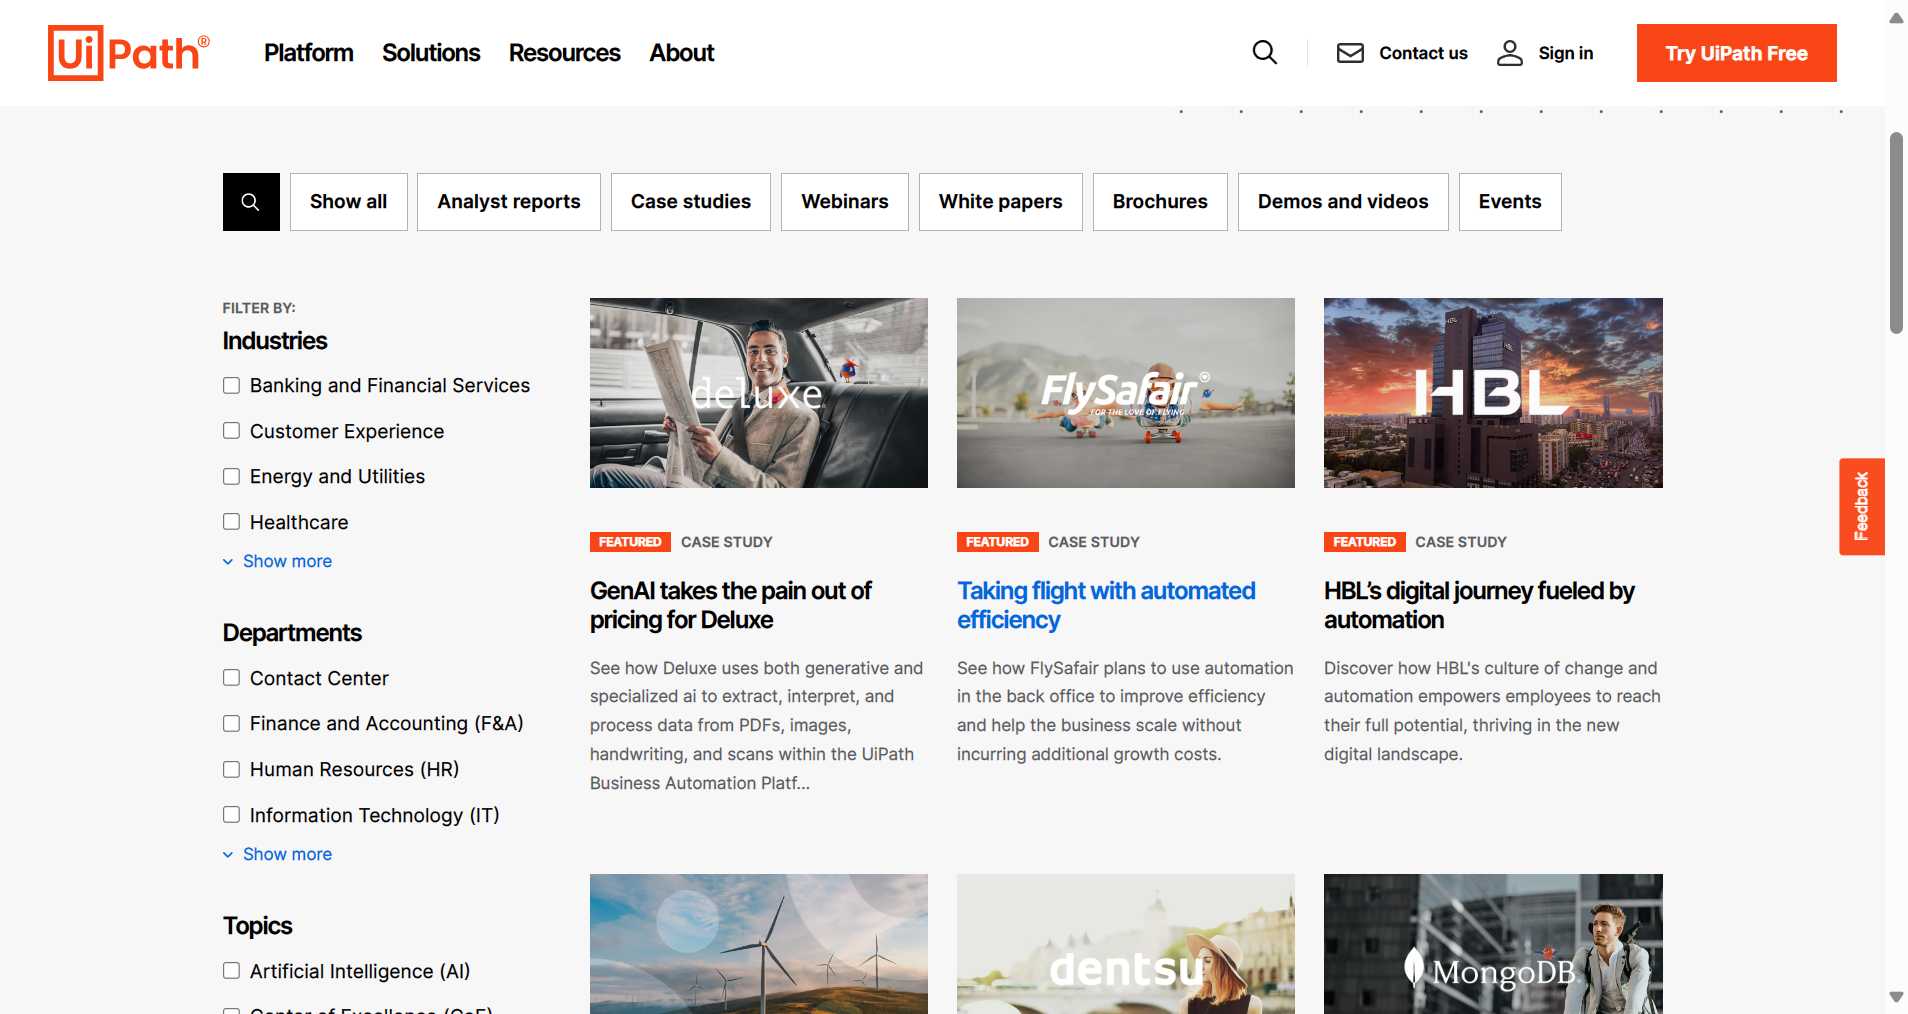 UiPath®
Platform
Solutions
Resources
About
Contact us
Sign in
Try UiPath Free
Show all
Analyst reports
Case studies
Webinars
White papers
Brochures
Demos and videos
Events
FILTER BY:
Industries
Banking and Financial Services
Customer Experience
Energy and Utilities
Healthcare
Show more
Departments
Contact Center
Finance and Accounting (F&A)
Human Resources (HR)
Information Technology (IT)
Show more
Topics
Artificial Intelligence (AI)
Center of Excellence (CoE)
deluxe
FEATURED CASE STUDY
GenAI takes the pain out of
pricing for Deluxe
See how Deluxe uses both generative and
specialized ai to extract, interpret, and
process data from PDFs, images,
handwriting, and scans within the UiPath
Business Automation Platf...
FlySafair
FOR THE LOVE OF FLYING
FEATURED CASE STUDY
Taking flight with automated
efficiency
See how FlySafair plans to use automation
in the back office to improve efficiency
and help the business scale without
incurring additional growth costs.
HBL
HBL
HBL
FEATURED CASE STUDY
HBL’s digital journey fueled by
automation
Discover how HBL's culture of change and
automation empowers employees to reach
their full potential, thriving in the new
digital landscape.
dentsu
MongoDB.
Feedback